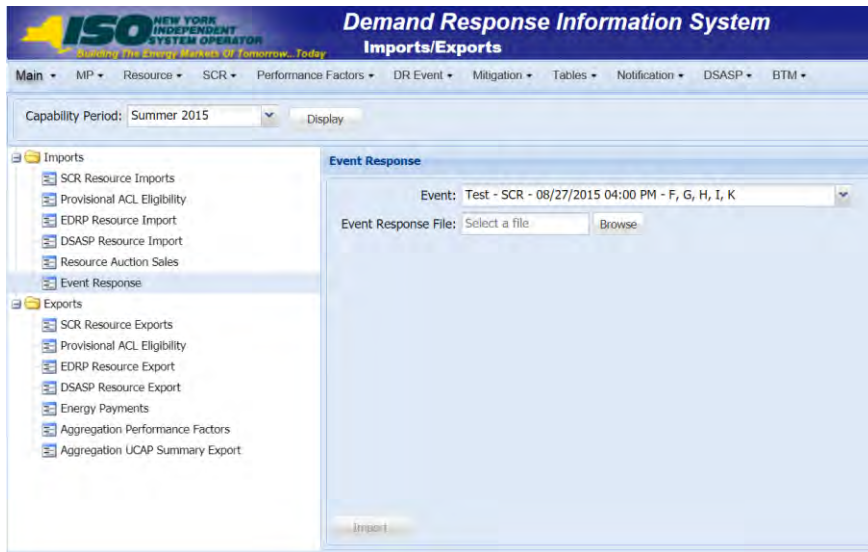 ISO NEW YORK INDEPENDENT SYSTEM OPERATOR
Building The Energy Markets Of Tomorrow...Today
Demand Response Information System
Imports/Exports
Main MP Resource SCR Performance Factors DR Event Mitigation Tables Notification DSASP BTM
Capability Period: Summer 2015 Display
Imports
SCR Resource Imports
Provisional ACL Eligibility
EDRP Resource Import
DSASP Resource Import
Resource Auction Sales
Event Response
Exports
SCR Resource Exports
Provisional ACL Eligibility
EDRP Resource Export
DSASP Resource Export
Energy Payments
Aggregation Performance Factors
Aggregation UCAP Summary Export
Event Response
Event: Test - SCR - 08/27/2015 04:00 PM - F, G, H, I, K
Event Response File: Select a file Browse
Import